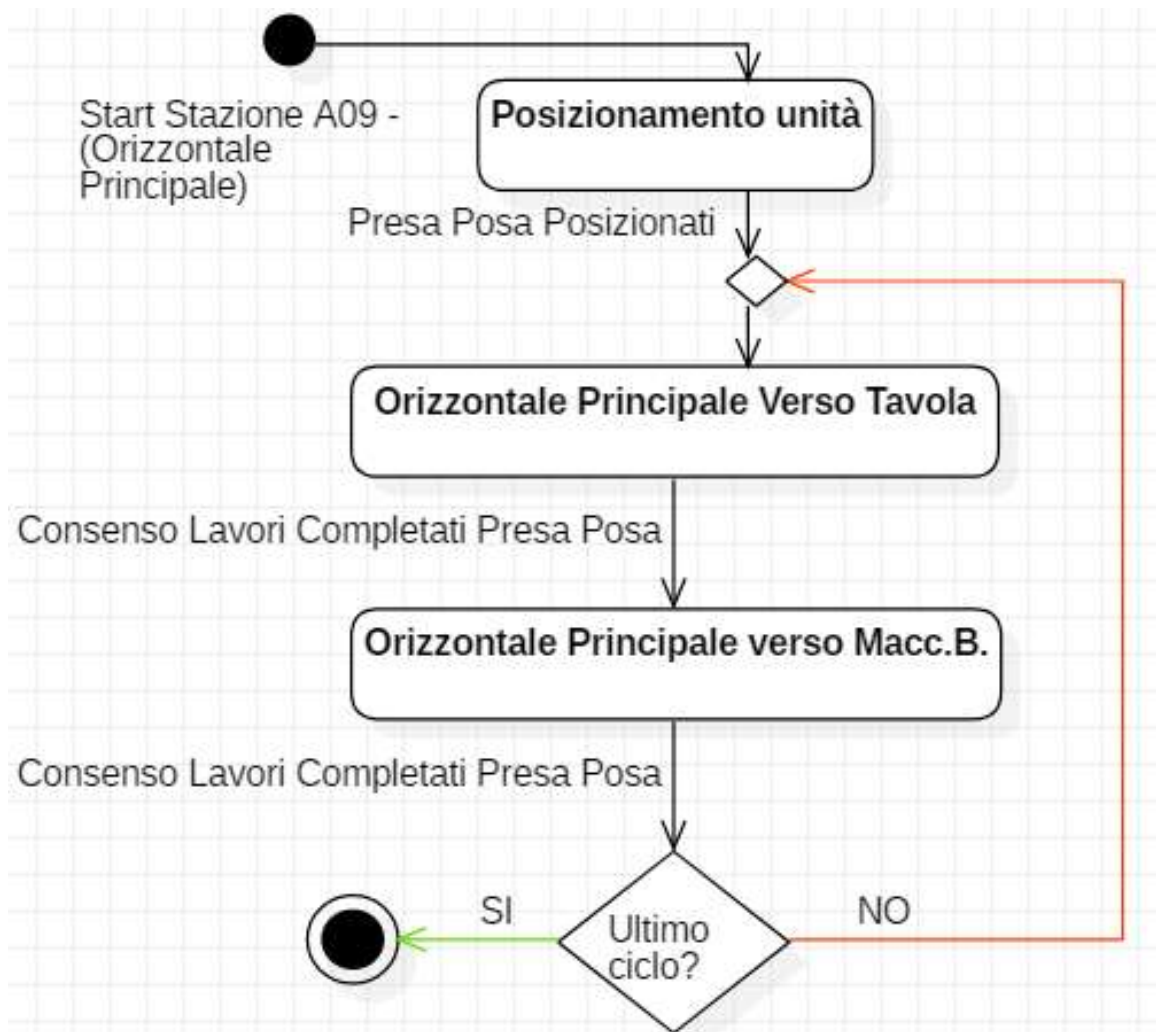 Start Stazione A09 -
(Orizzontale
Principale)
Posizionamento unità
Presa Posa Posizionati
Orizzontale Principale Verso Tavola
Consenso Lavori Completati Presa Posa
Orizzontale Principale verso Macc.B.
Consenso Lavori Completati Presa Posa
SI
Ultimo
ciclo?
NO